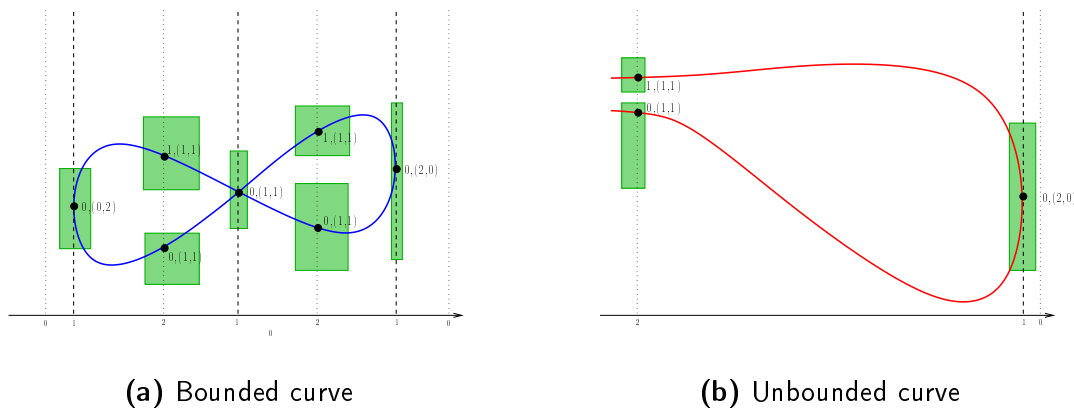 1,(1,1)
0,(1,1)
0,(0,2)
0,(1,1)
1,(1,1)
0,(1,1)
0,(2,0)
0 1 2 1 2 1 0
0
1,(1,1)
0,(1,1)
0,(2,0)
2 1 0
(a) Bounded curve
(b) Unbounded curve